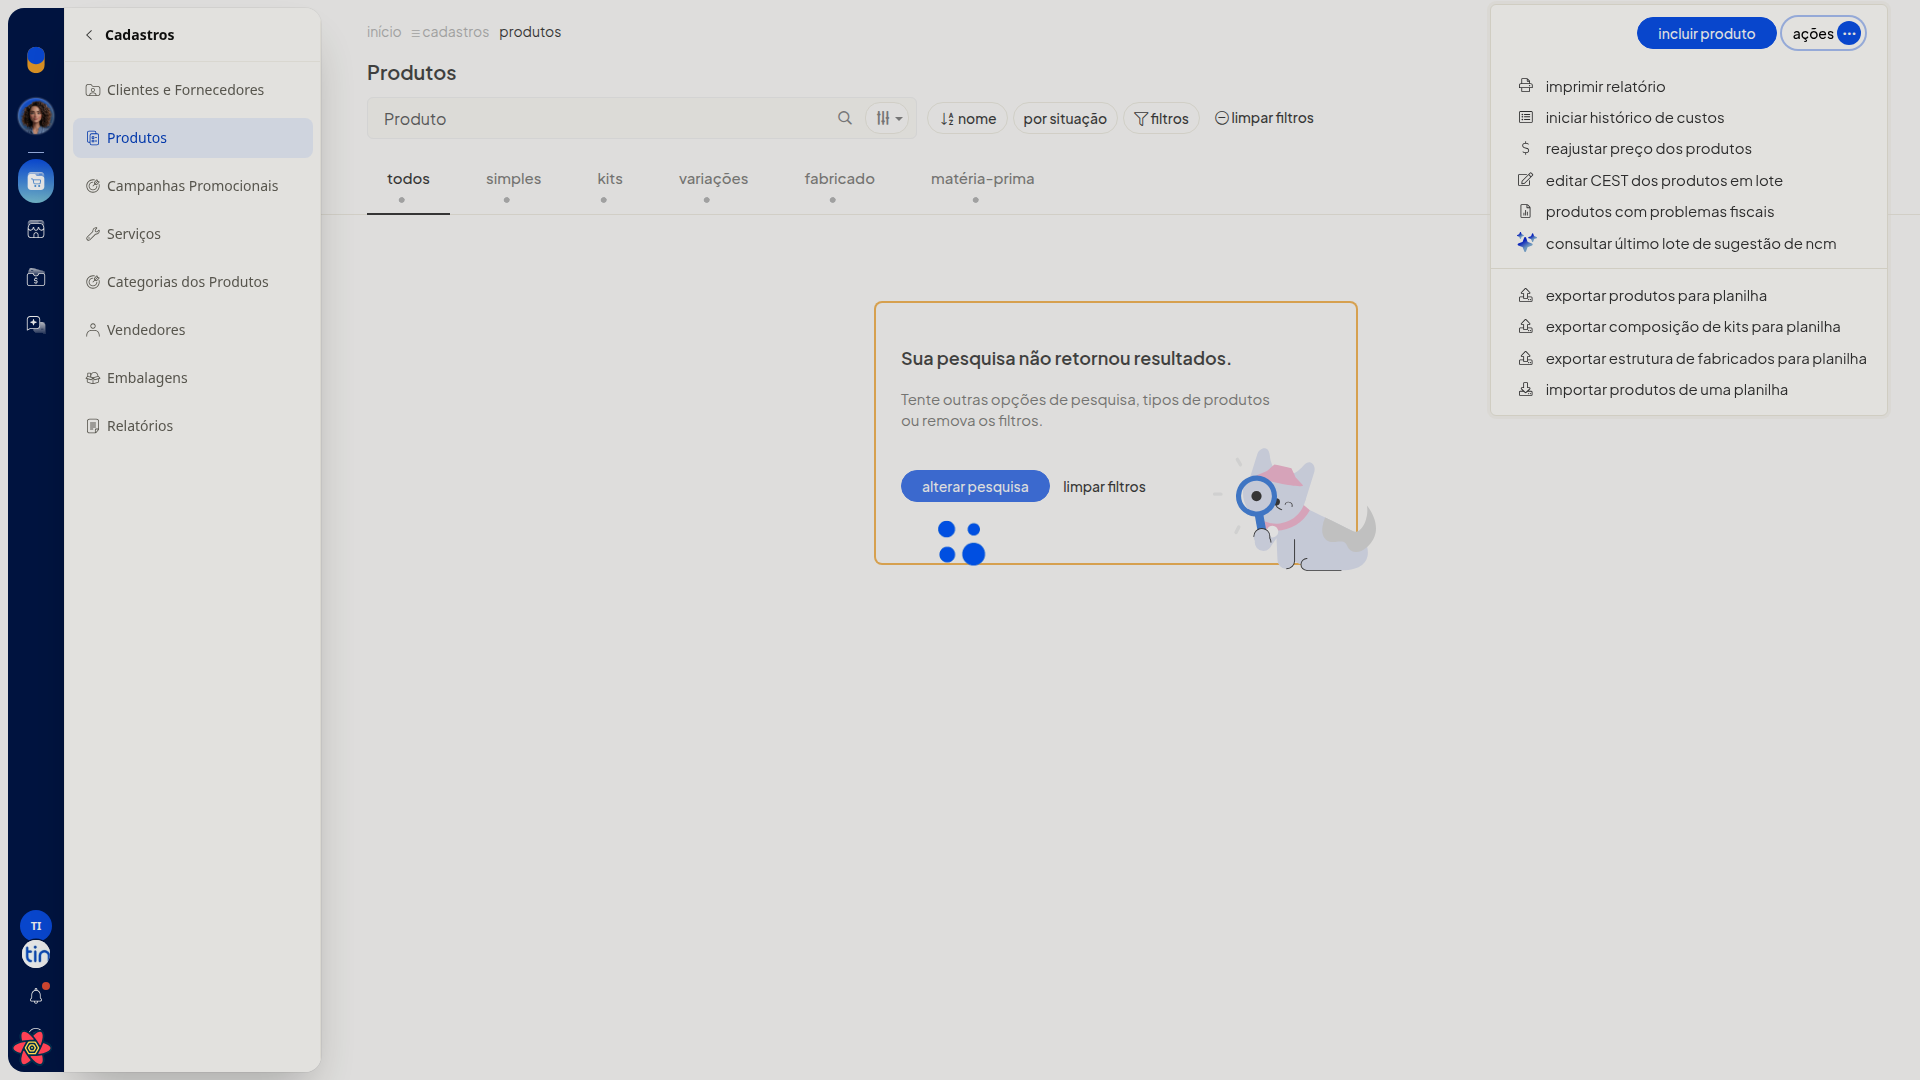 Cadastros
Clientes e Fornecedores
Produtos
Campanhas Promocionais
Serviços
Categorias dos Produtos
Vendedores
Embalagens
Relatórios
TI
tin
início cadastros produtos
Produtos
Produto
nome
por situação
filtros
limpar filtros
todos
simples
kits
variações
fabricado
matéria-prima
Sua pesquisa não retornou resultados.
Tente outras opções de pesquisa, tipos de produtos
ou remova os filtros.
alterar pesquisa
limpar filtros
incluir produto
ações
imprimir relatório
iniciar histórico de custos
reajustar preço dos produtos
editar CEST dos produtos em lote
produtos com problemas fiscais
consultar último lote de sugestão de ncm
exportar produtos para planilha
exportar composição de kits para planilha
exportar estrutura de fabricados para planilha
importar produtos de uma planilha